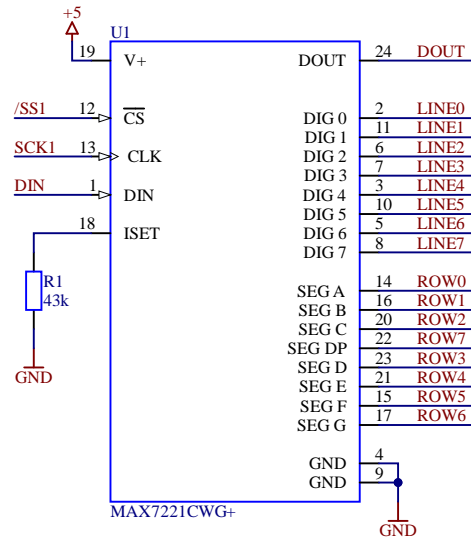 +5
U1
19 V+ DOUT 24 DOUT
/SS1 12 CS DIG 0 2 LINE0
DIG 1 11 LINE1
SCK1 13 CLK DIG 2 6 LINE2
DIG 3 7 LINE3
DIN 1 DIN DIG 4 3 LINE4
DIG 5 10 LINE5
18 ISET DIG 6 5 LINE6
DIG 7 8 LINE7
R1
43k
SEG A 14 ROW0
SEG B 16 ROW1
SEG C 20 ROW2
SEG DP 22 ROW7
SEG D 23 ROW3
SEG E 21 ROW4
SEG F 15 ROW5
SEG G 17 ROW6
GND
GND 4
GND 9
MAX7221CWG+
GND